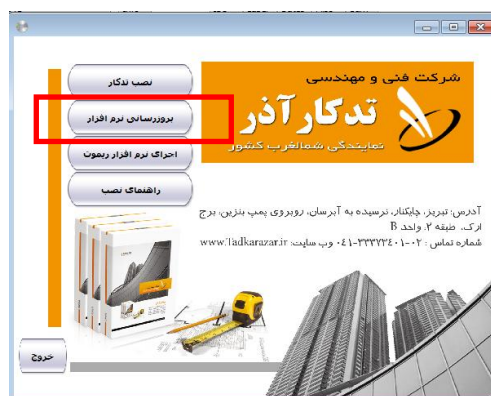 نصب تدکار
بروزرسانی نرم افزار
اجرای نرم افزار ریموت
راهنمای نصب
خروج
شرکت فنی و مهندسی
تدکار آذر
نمایندگی شمالغرب کشور
آدرس: تبریز، چایکنار، نرسیده به آبرسان، روبروی پمپ بنزین، برج
ارک، طبقه ۲، واحد B
شماره تماس : ۰۲-۳۳۳۷۳۴۰۱-۰۴۱ وب سایت: www.Tadkarazar.ir